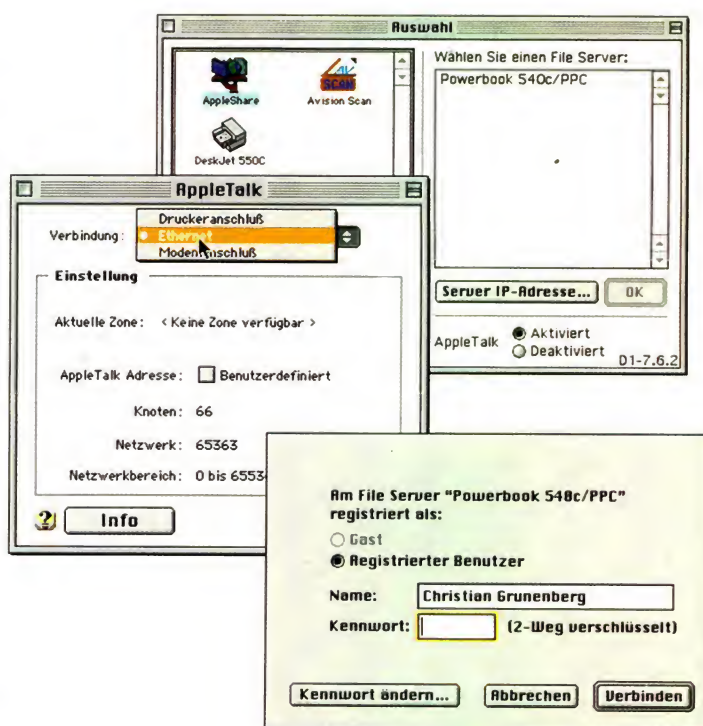 Auswahl
AppleShare
AV
SCAN
Avision Scan
DeskJet 550C
Wählen Sie einen File Server:
Powerbook 540c/PPC
Server IP-Adresse...
OK
AppleTalk
Aktiviert
Deaktiviert
D1-7.6.2
AppleTalk
Verbindung:
Druckeranschluß
Ethernet
Modemanschluß
Einstellung
Aktuelle Zone: < Keine Zone verfügbar >
AppleTalk Adresse: Benutzerdefiniert
Knoten: 66
Netzwerk: 65363
Netzwerkbereich: 0 bis 6553
?
Info
Am File Server "Powerbook 540c/PPC"
registriert als:
Gast
Registrierter Benutzer
Name: Christian Grunenberg
Kennwort: (2-Weg verschlüsselt)
Kennwort ändern...
Abbrechen
Verbinden